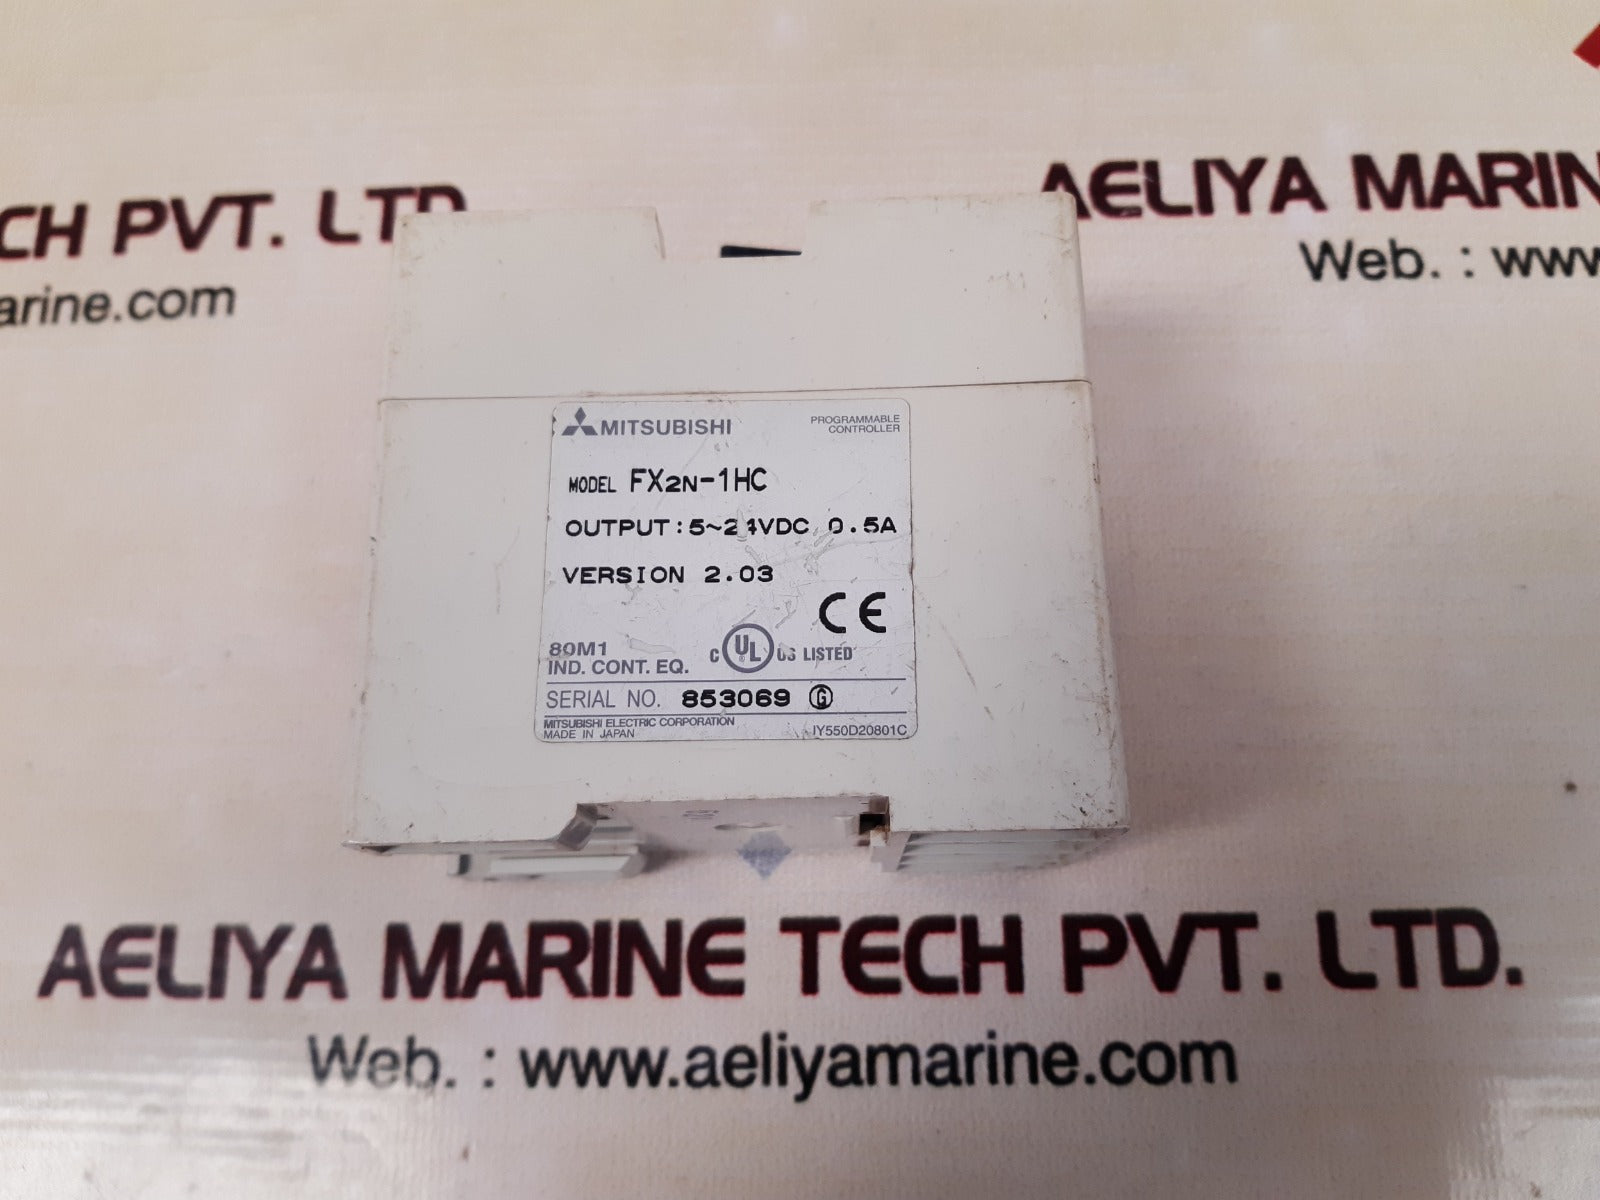 CH PVT. LTD
arine.com
AELIYA MARIN
Web. : www
MITSUBISHI
PROGRAMMABLE
CONTROLLER
MODEL FX2N-1HC
OUTPUT:5~24VDC 0.5A
VERSION 2.03
CE
80M1
IND. CONT. EQ.
C UL US LISTED
SERIAL NO. 853069 G
MITSUBISHI ELECTRIC CORPORATION
MADE IN JAPAN
JY550D20801C
AELIYA MARINE TECH PVT. LTD.
Web. : www.aeliyamarine.com